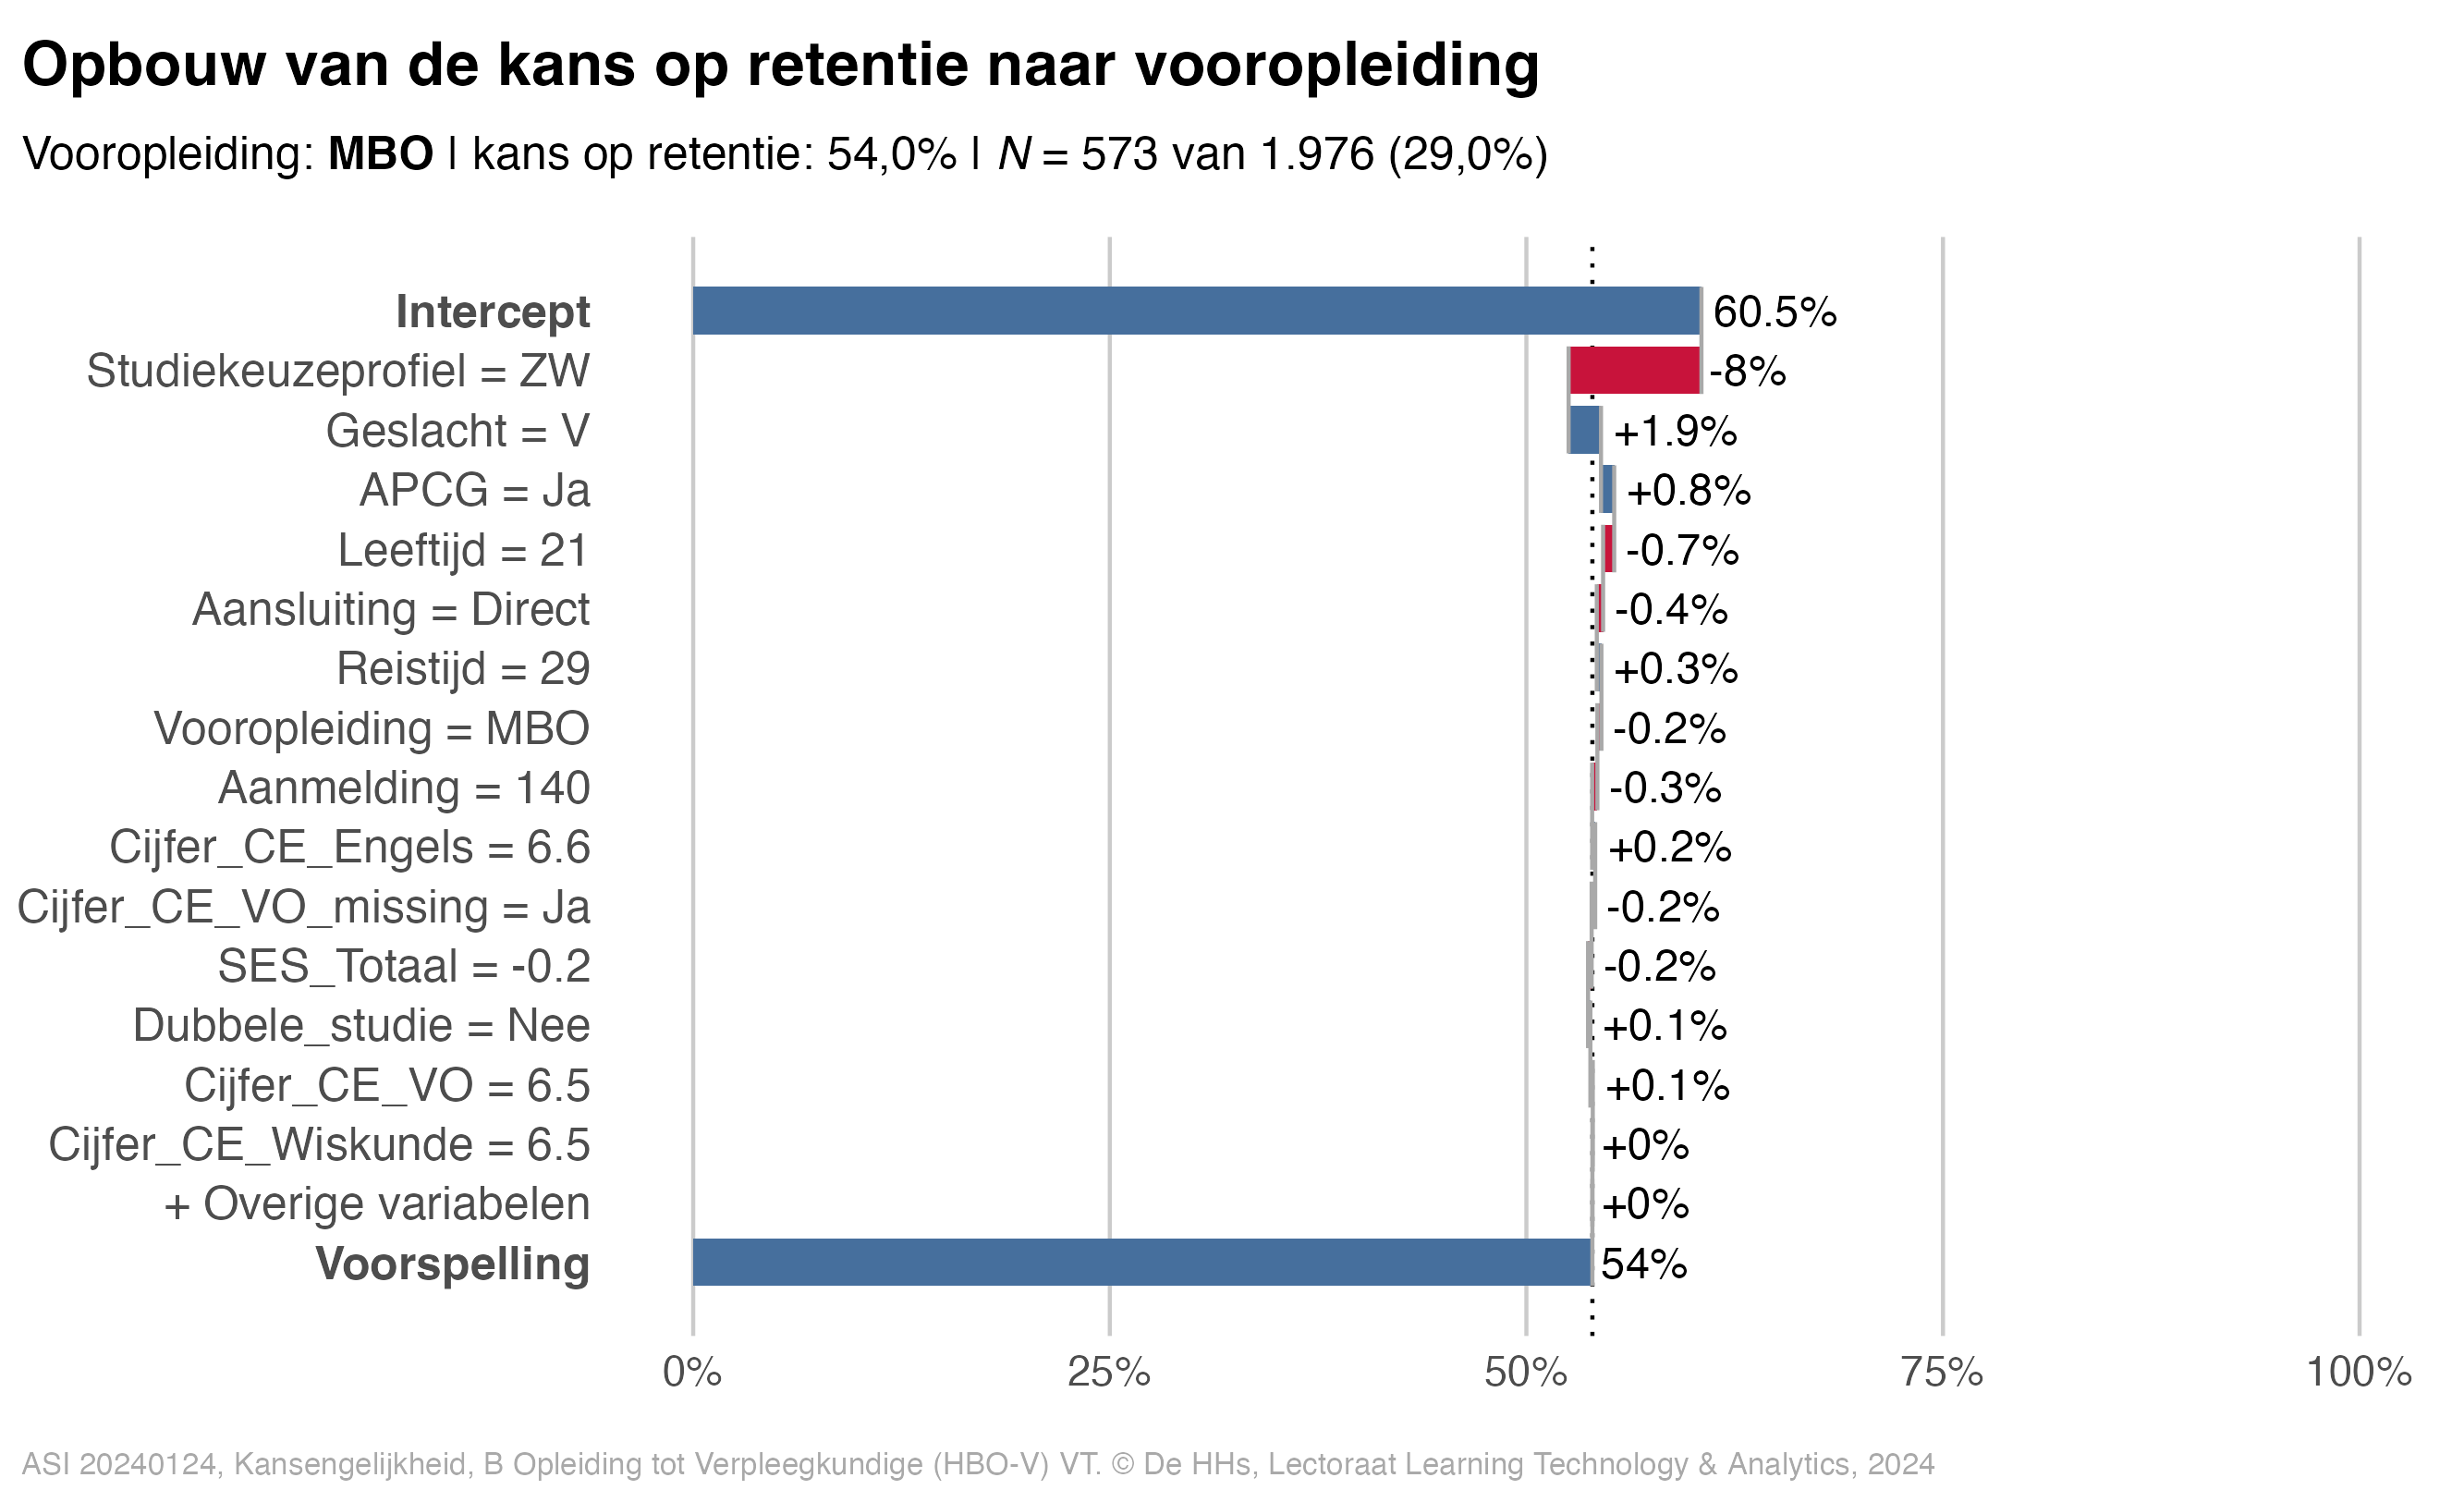 Opbouw van de kans op retentie naar vooropleiding
Vooropleiding: MBO | kans op retentie: 54,0% | N = 573 van 1.976 (29,0%)
Intercept 60.5%
Studiekeuzeprofiel = ZW -8%
Geslacht = V +1.9%
APCG = Ja +0.8%
Leeftijd = 21 -0.7%
Aansluiting = Direct -0.4%
Reistijd = 29 +0.3%
Vooropleiding = MBO -0.2%
Aanmelding = 140 -0.3%
Cijfer_CE_Engels = 6.6 +0.2%
Cijfer_CE_VO_missing = Ja -0.2%
SES_Totaal = -0.2 -0.2%
Dubbele_studie = Nee +0.1%
Cijfer_CE_VO = 6.5 +0.1%
Cijfer_CE_Wiskunde = 6.5 +0%
+ Overige variabelen +0%
Voorspelling 54%
0% 25% 50% 75% 100%
ASI 20240124, Kansengelijkheid, B Opleiding tot Verpleegkundige (HBO-V) VT. © De HHs, Lectoraat Learning Technology & Analytics, 2024